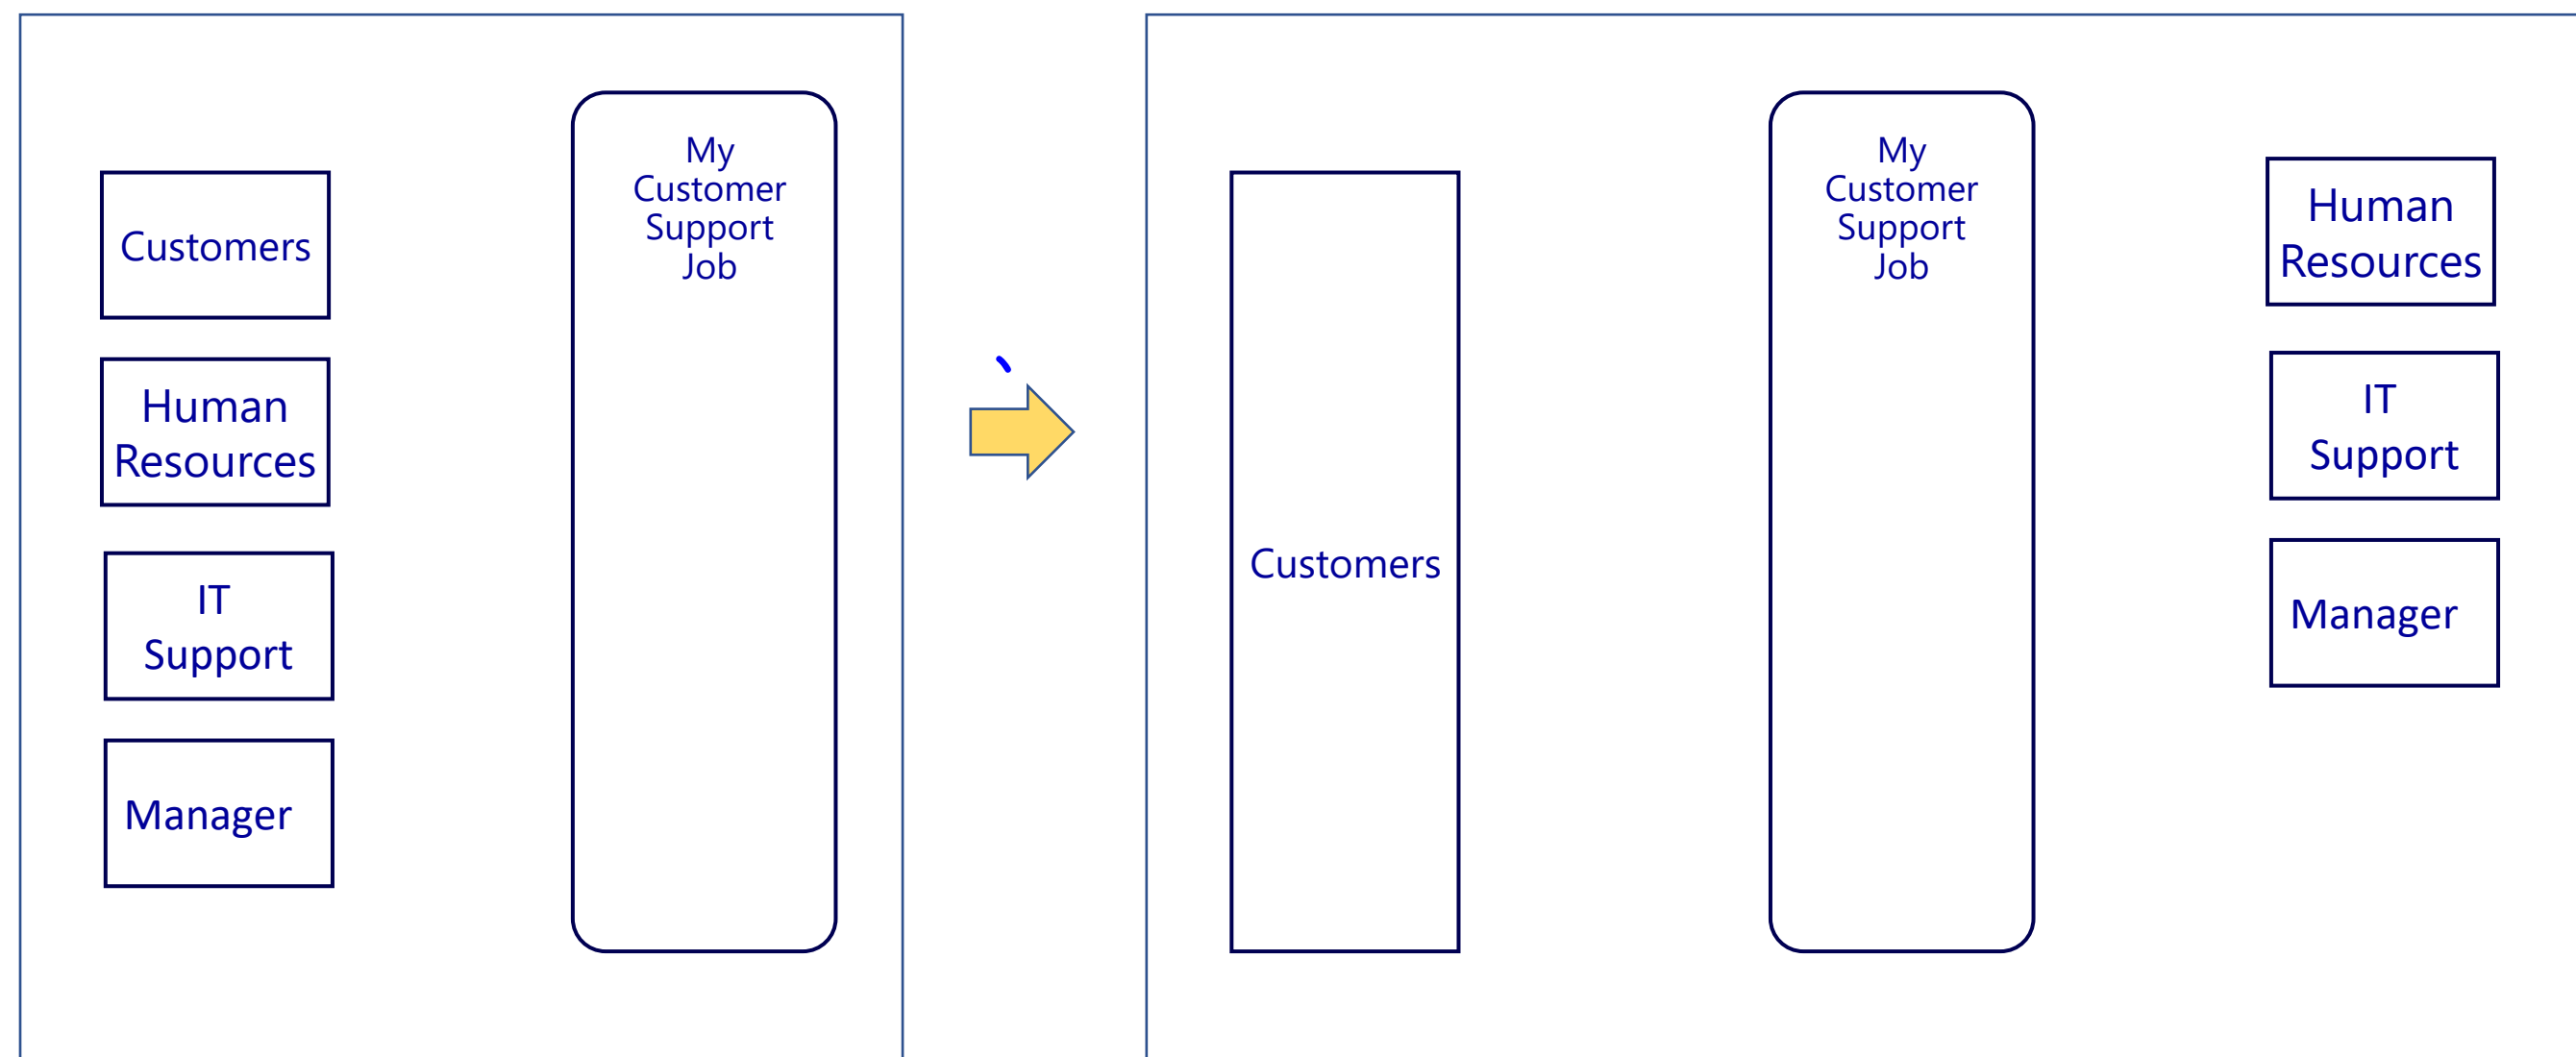 Customers
Human
Resources
IT
Support
Manager
My
Customer
Support
Job
Customers
My
Customer
Support
Job
Human
Resources
IT
Support
Manager